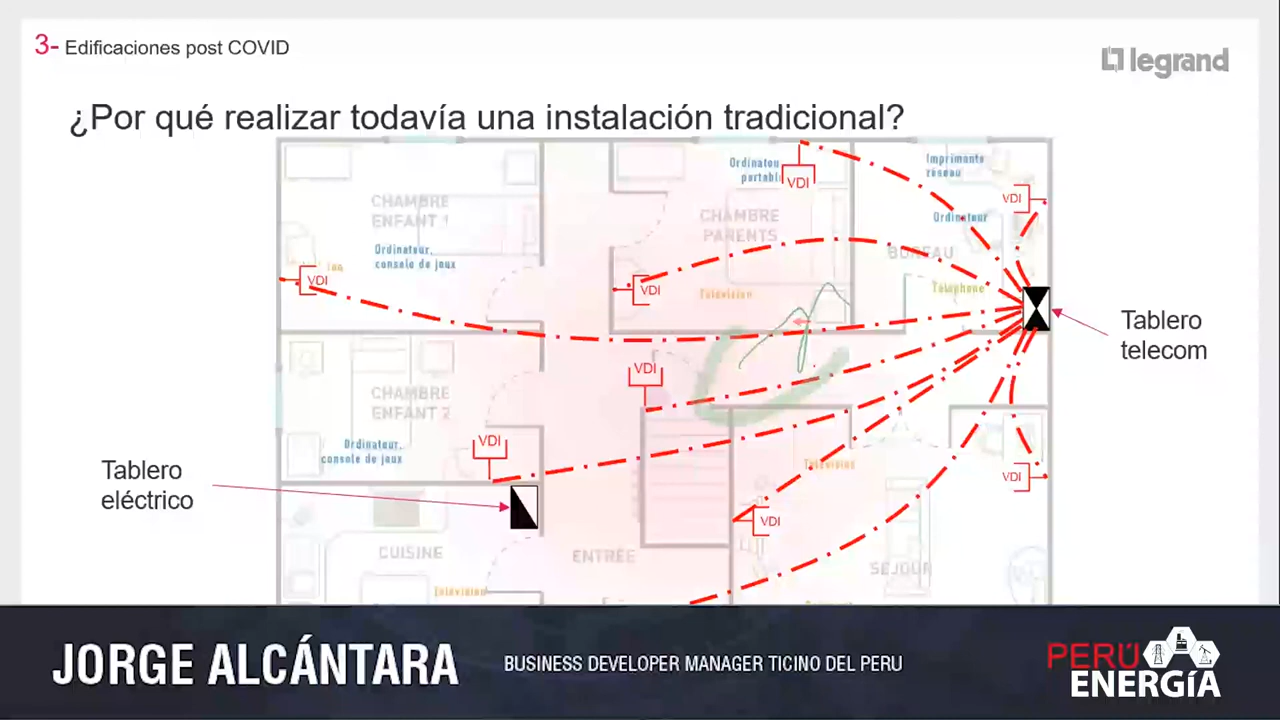 3- Edificaciones post COVID
legrand
¿Por qué realizar todavía una instalación tradicional?
Ordinateu
portabl
VDI
Imprimante
réseau
VDI
CHAMBRE
ENFANT 1
CHAMBRE
PARENTS
Ordinateur
BUREAU
Ordinateur,
console de jeux
VDI
VDI
Télévision
Téléphone
Tablero
telecom
VDI
CHAMBRE
ENFANT 2
VDI
Ordinateur,
console de jeux
Télévision
VDI
Tablero
eléctrico
VDI
CUISINE
ENTRÉE
SÉJOUR
Télévision
JORGE ALCÁNTARA
BUSINESS DEVELOPER MANAGER TICINO DEL PERU
PERÚ
ENERGÍA